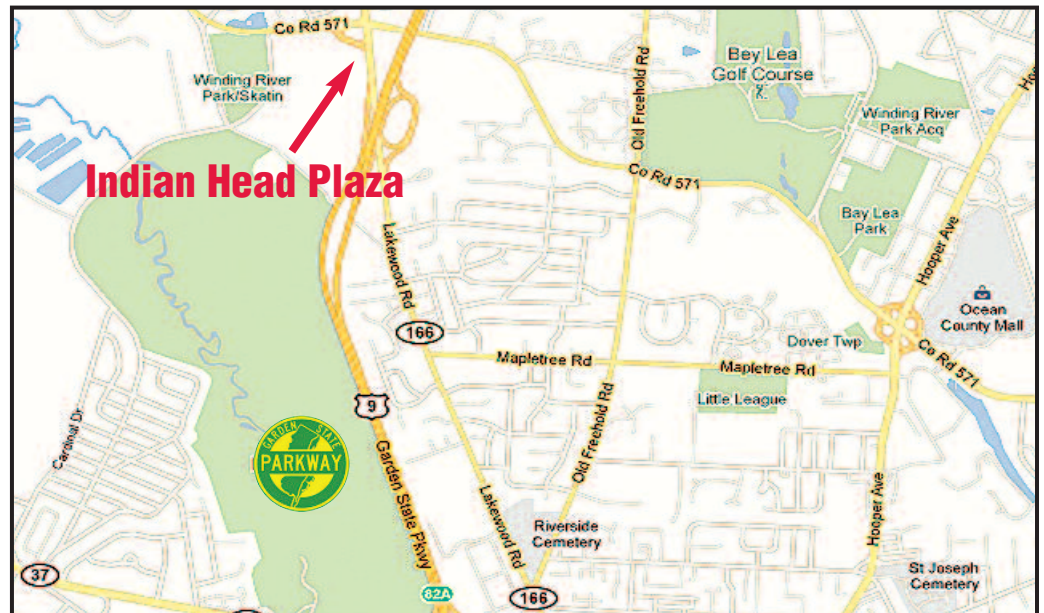 Co Rd 571
Winding River
Park/Skatin
Indian Head Plaza
Old Freehold Rd
Bey Lea
Golf Course
Winding River
Park Acq
Co Rd 571
Bay Lea
Park
Hooper Ave
Ocean
County Mall
Lakewood Rd
166
Dover Twp
Co Rd 571
Mapletree Rd
Mapletree Rd
Little League
9
Cardinal Dr
GARDEN STATE
PARKWAY
Garden State Pkwy
Old Freehold Rd
Lakewood Rd
Riverside
Cemetery
Hooper Ave
St Joseph
Cemetery
37
82A
166